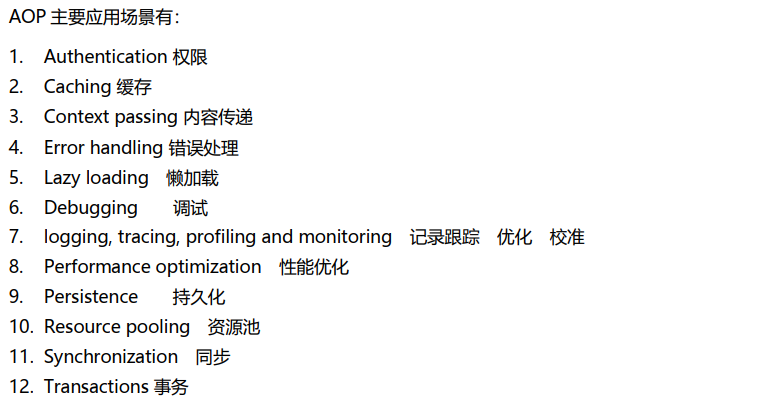 AOP 主要应用场景有：
1. Authentication 权限
2. Caching 缓存
3. Context passing 内容传递
4. Error handling 错误处理
5. Lazy loading 懒加载
6. Debugging 调试
7. logging, tracing, profiling and monitoring 记录跟踪 优化 校准
8. Performance optimization 性能优化
9. Persistence 持久化
10. Resource pooling 资源池
11. Synchronization 同步
12. Transactions 事务